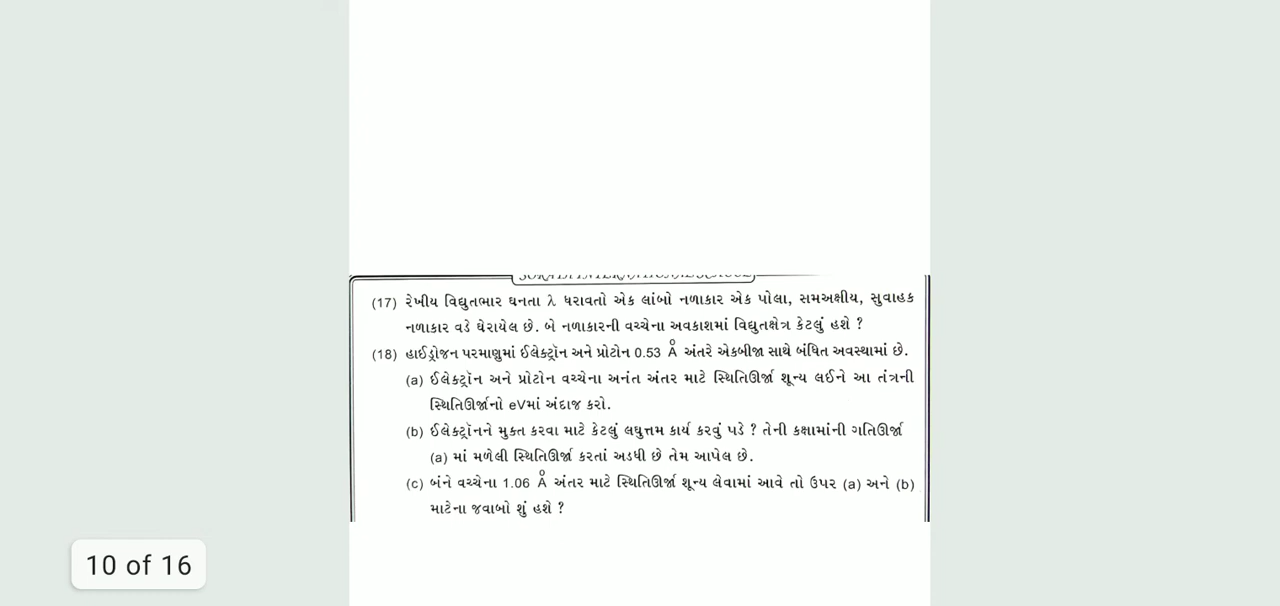 (17) રેખીય વિદ્યુતભાર ઘનતા λ ધરાવતો એક લાંબો નળાકાર એક પોલા, સમઅક્ષીય, સુવાહક
નળાકાર વડે ઘેરાયેલ છે. બે નળાકારની વચ્ચેના અવકાશમાં વિદ્યુતક્ષેત્ર કેટલું હશે ?
(18) હાઈડ્રોજન પરમાણુમાં ઈલેક્ટ્રૉન અને પ્રોટોન 0.53 Å અંતરે એકબીજા સાથે બંધિત અવસ્થામાં છે.
(a) ઈલેક્ટ્રૉન અને પ્રોટોન વચ્ચેના અનંત અંતર માટે સ્થિતિઊર્જા શૂન્ય લઈને આ તંત્રની
સ્થિતિઊર્જાનો eVમાં અંદાજ કરો.
(b) ઈલેક્ટ્રૉનને મુક્ત કરવા માટે કેટલું લઘુત્તમ કાર્ય કરવું પડે ? તેની કક્ષામાંની ગતિઊર્જા
(a) માં મળેલી સ્થિતિઊર્જા કરતાં અડધી છે તેમ આપેલ છે.
(c) બંને વચ્ચેના 1.06 Å અંતર માટે સ્થિતિઊર્જા શૂન્ય લેવામાં આવે તો ઉપર (a) અને (b)
માટેના જવાબો શું હશે ?
10 of 16